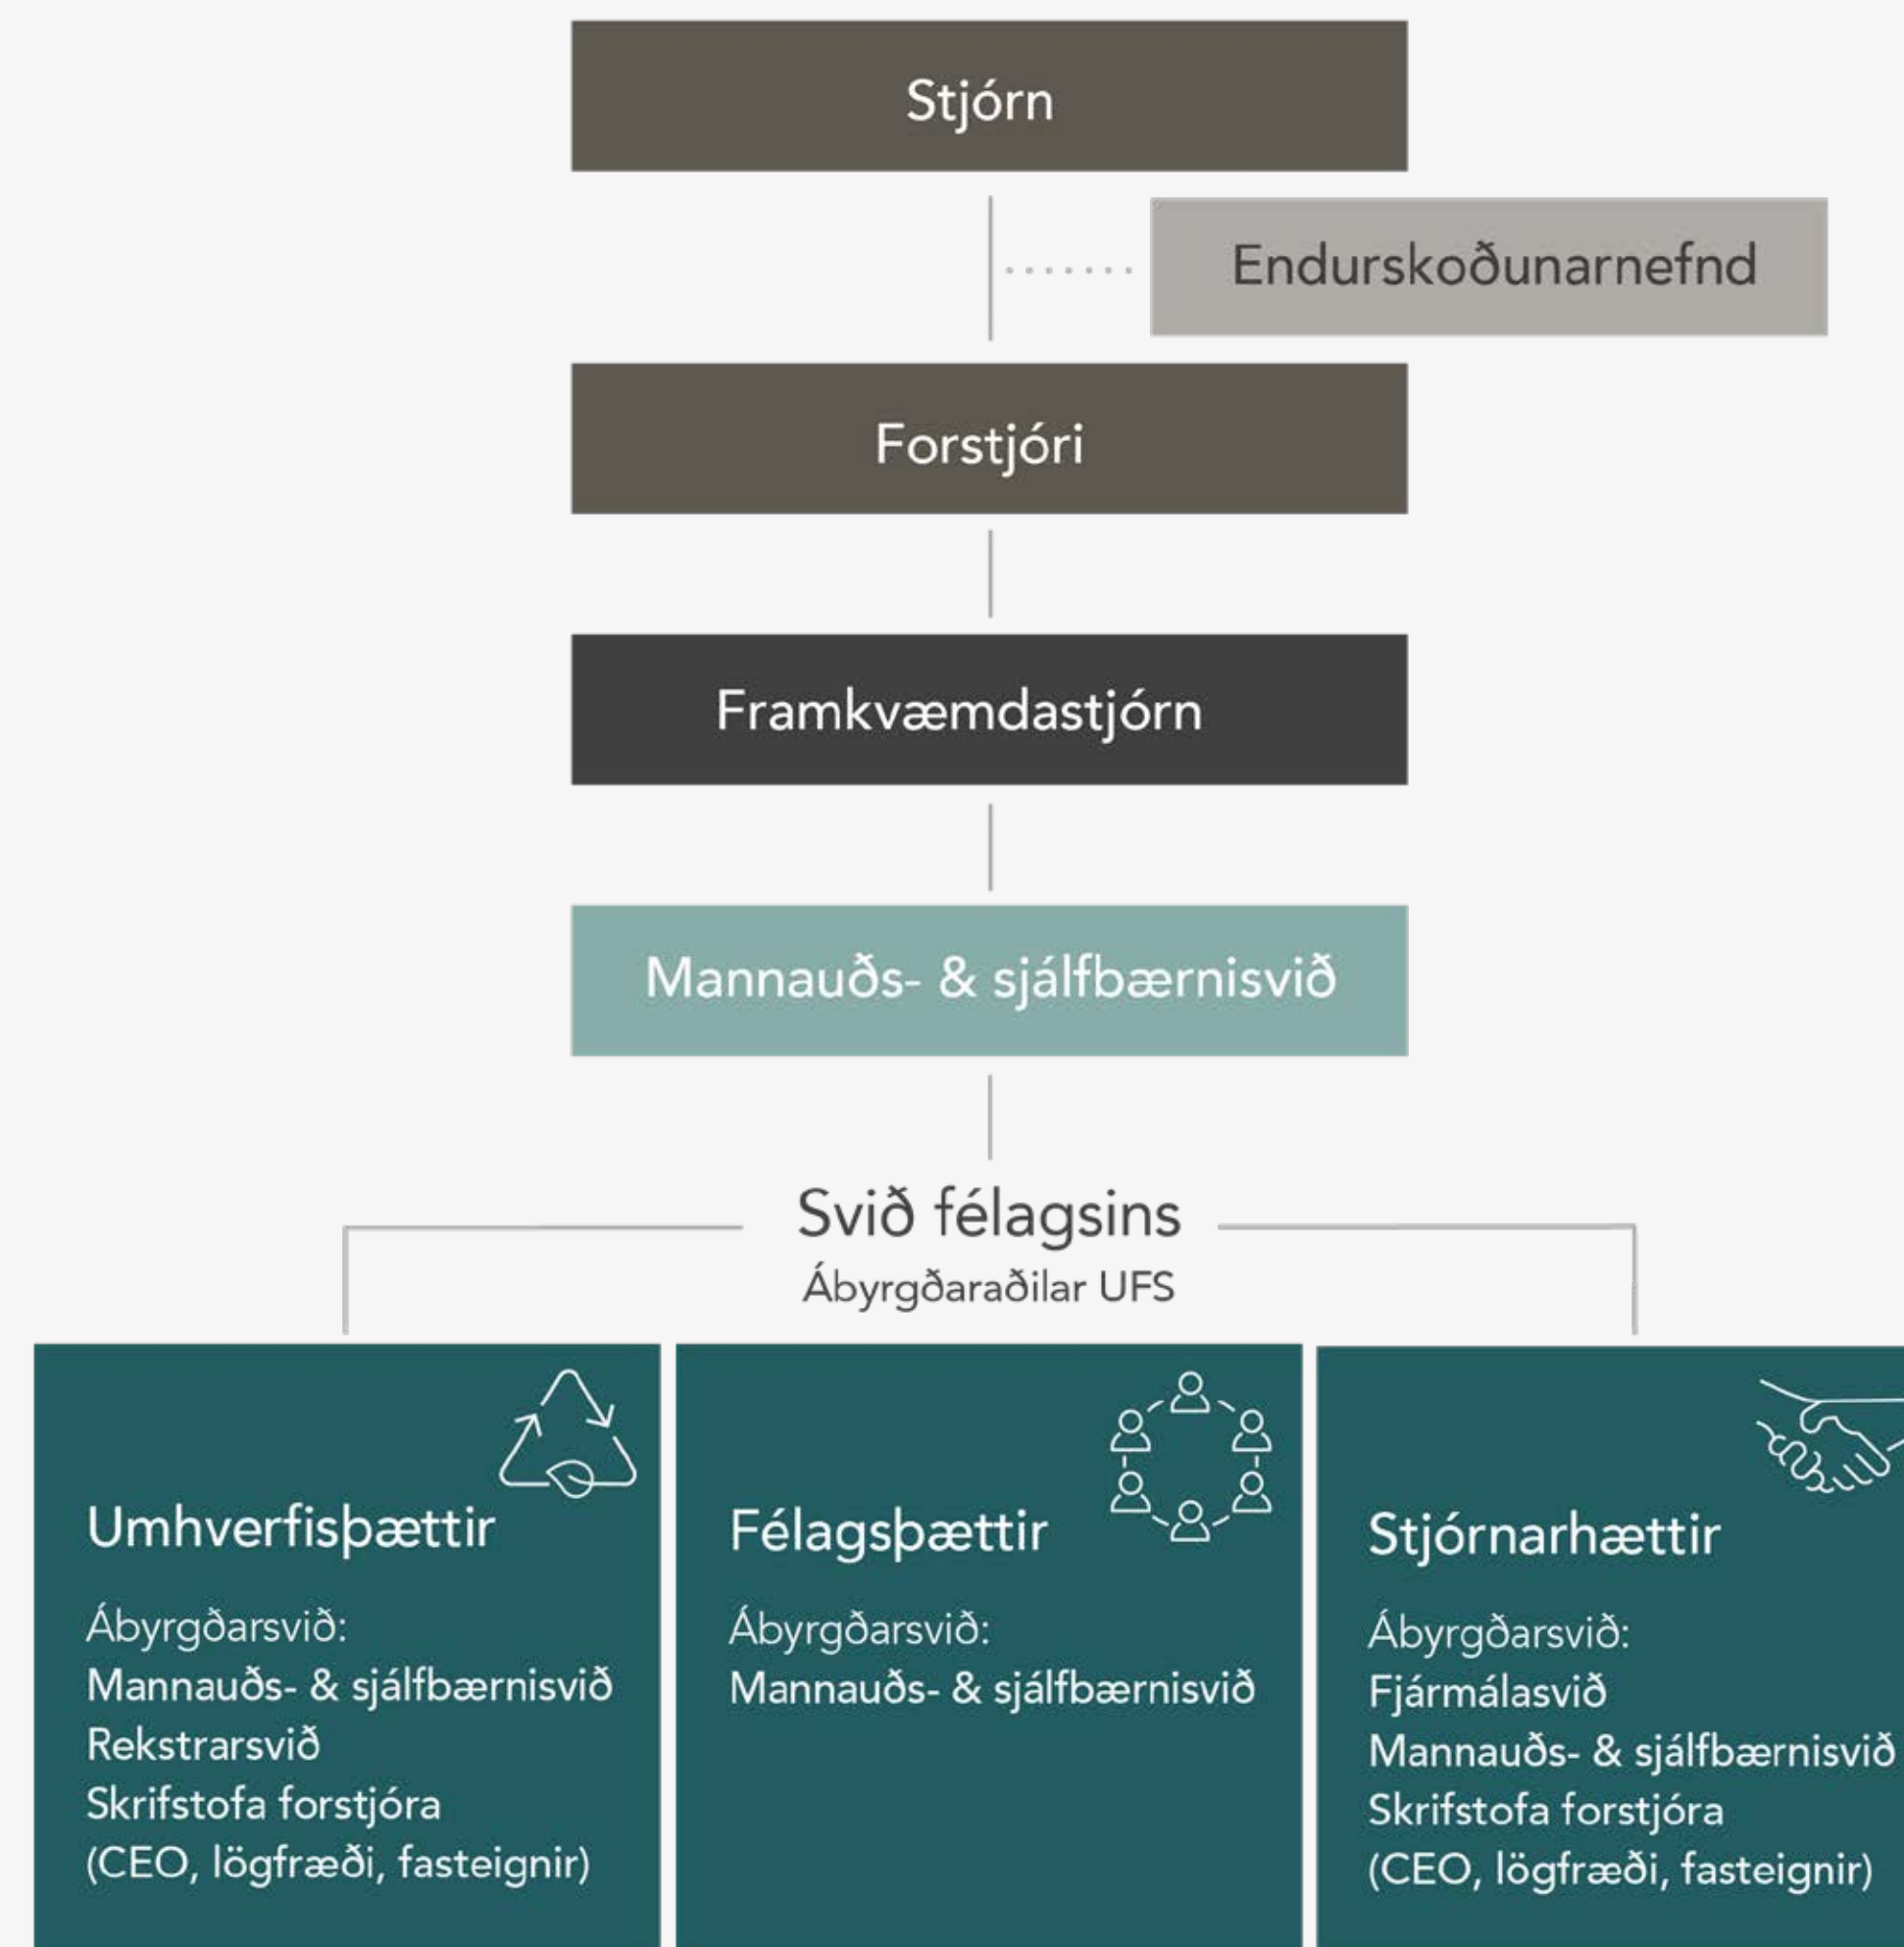 Stjórn
Endurskoðunarnefnd
Forstjóri
Framkvæmdastjórn
Mannauðs- & sjálfbærnisvið
Svið félagsins
Ábyrgðaraðilar UFS
Umhverfisþættir
Ábyrgðarsvið:
Mannauðs- & sjálfbærnisvið
Rekstrarsvið
Skrifstofa forstjóra
(CEO, lögfræði, fasteignir)
Félagsþættir
Ábyrgðarsvið:
Mannauðs- & sjálfbærnisvið
Stjórnarhættir
Ábyrgðarsvið:
Fjármálasvið
Mannauðs- & sjálfbærnisvið
Skrifstofa forstjóra
(CEO, lögfræði, fasteignir)